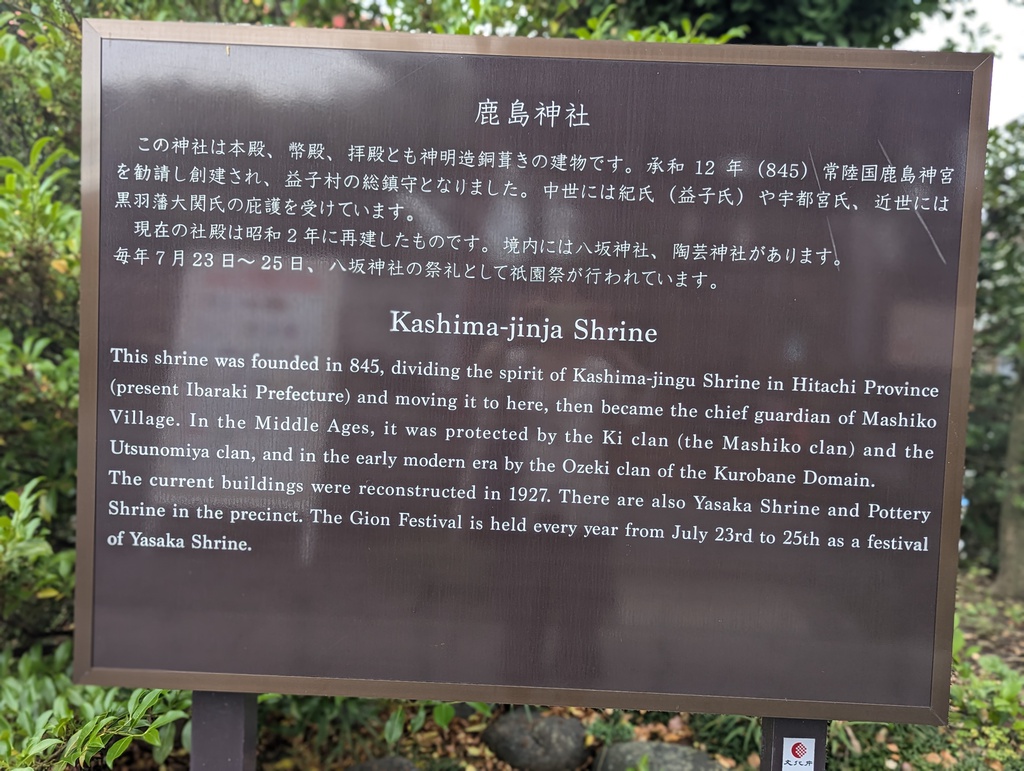 鹿島神社
この神社は本殿、幣殿、拝殿とも神明造銅葺きの建物です。承和 12 年(845)常陸国鹿島神宮
を勧請し創建され、益子村の総鎮守となりました。中世には紀氏(益子氏)や宇都宮氏、近世には
黒羽藩大関氏の庇護を受けています。
現在の社殿は昭和 2 年に再建したものです。境内には八坂神社、陶芸神社があります。
毎年 7 月 23 日〜 25 日、八坂神社の祭礼として祇園祭が行われています。
Kashima-jinja Shrine
This shrine was founded in 845, dividing the spirit of Kashima-jingu Shrine in Hitachi Province
(present Ibaraki Prefecture) and moving it to here, then became the chief guardian of Mashiko
Village. In the Middle Ages, it was protected by the Ki clan (the Mashiko clan) and the
Utsunomiya clan, and in the early modern era by the Ozeki clan of the Kurobane Domain.
The current buildings were reconstructed in 1927. There are also Yasaka Shrine and Pottery
Shrine in the precinct. The Gion Festival is held every year from July 23rd to 25th as a festival
of Yasaka Shrine.
文化庁